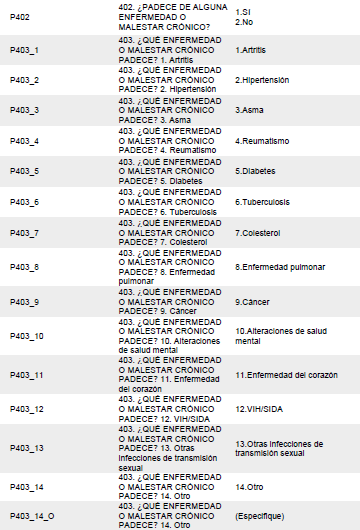 P402
402. ¿PADECE DE ALGUNA
ENFERMEDAD O
MALESTAR CRÓNICO?
1.SI
2.No
P403_1
403. ¿QUÉ ENFERMEDAD
O MALESTAR CRÓNICO
PADECE? 1. Artritis
1.Artritis
P403_2
403. ¿QUÉ ENFERMEDAD
O MALESTAR CRÓNICO
PADECE? 2. Hipertensión
2.Hipertensión
P403_3
403. ¿QUÉ ENFERMEDAD
O MALESTAR CRÓNICO
PADECE? 3. Asma
3.Asma
P403_4
403. ¿QUÉ ENFERMEDAD
O MALESTAR CRÓNICO
PADECE? 4. Reumatismo
4.Reumatismo
P403_5
403. ¿QUÉ ENFERMEDAD
O MALESTAR CRÓNICO
PADECE? 5. Diabetes
5.Diabetes
P403_6
403. ¿QUÉ ENFERMEDAD
O MALESTAR CRÓNICO
PADECE? 6. Tuberculosis
6.Tuberculosis
P403_7
403. ¿QUÉ ENFERMEDAD
O MALESTAR CRÓNICO
PADECE? 7. Colesterol
7.Colesterol
P403_8
403. ¿QUÉ ENFERMEDAD
O MALESTAR CRÓNICO
PADECE? 8. Enfermedad
pulmonar
8.Enfermedad pulmonar
P403_9
403. ¿QUÉ ENFERMEDAD
O MALESTAR CRÓNICO
PADECE? 9. Cáncer
9.Cáncer
P403_10
403. ¿QUÉ ENFERMEDAD
O MALESTAR CRÓNICO
PADECE? 10. Alteraciones
de salud mental
10.Alteraciones de salud
mental
P403_11
403. ¿QUÉ ENFERMEDAD
O MALESTAR CRÓNICO
PADECE? 11. Enfermedad
del corazón
11.Enfermedad del corazón
P403_12
403. ¿QUÉ ENFERMEDAD
O MALESTAR CRÓNICO
PADECE? 12. VIH/SIDA
12.VIH/SIDA
P403_13
403. ¿QUÉ ENFERMEDAD
O MALESTAR CRÓNICO
PADECE? 13. Otras
infecciones de transmisión
sexual
13.Otras infecciones de
transmisión sexual
P403_14
403. ¿QUÉ ENFERMEDAD
O MALESTAR CRÓNICO
PADECE? 14. Otro
14.Otro
P403_14_O
403. ¿QUÉ ENFERMEDAD
O MALESTAR CRÓNICO
PADECE? 14. Otro
(Especifique)